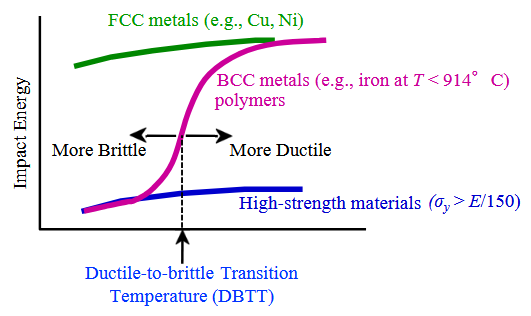 FCC metals (e.g., Cu, Ni)
BCC metals (e.g., iron at T < 914° C)
polymers
Impact Energy
More Brittle
More Ductile
High-strength materials (σy > E/150)
Ductile-to-brittle Transition
Temperature (DBTT)